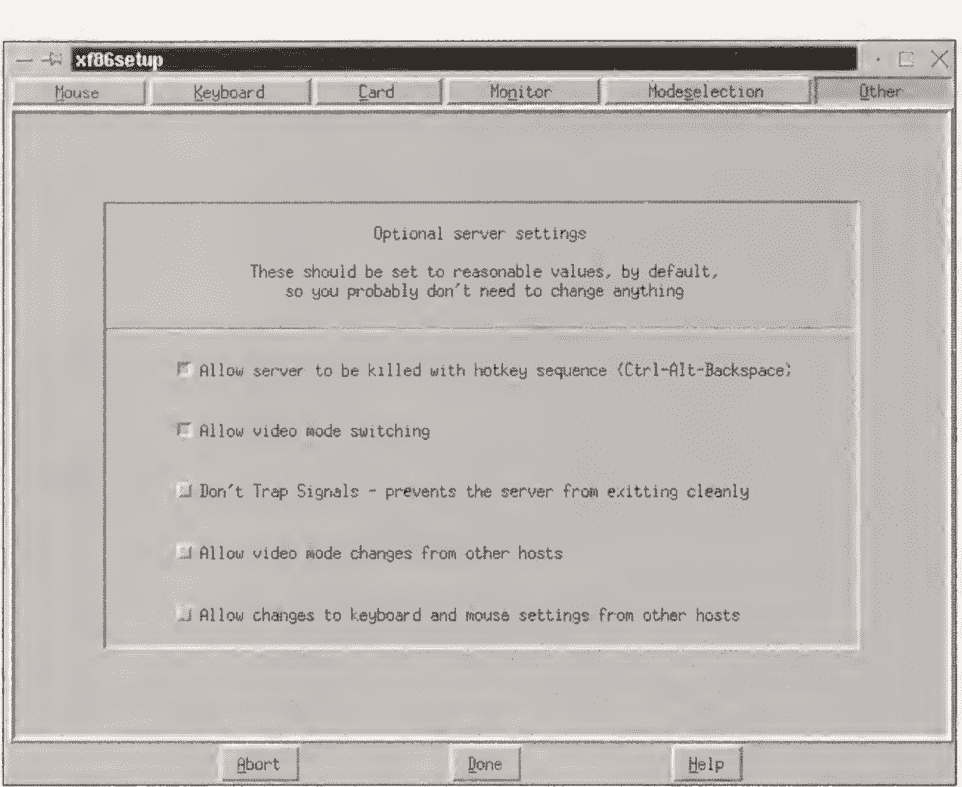 xf86setup
Mouse Keyboard Card Monitor Modeselection Other
Optional server settings
These should be set to reasonable values, by default,
so you probably don't need to change anything
Allow server to be killed with hotkey sequence (Ctrl-Alt-Backspace)
Allow video mode switching
Don't Trap Signals - prevents the server from exitting cleanly
Allow video mode changes from other hosts
Allow changes to keyboard and mouse settings from other hosts
Abort Done Help